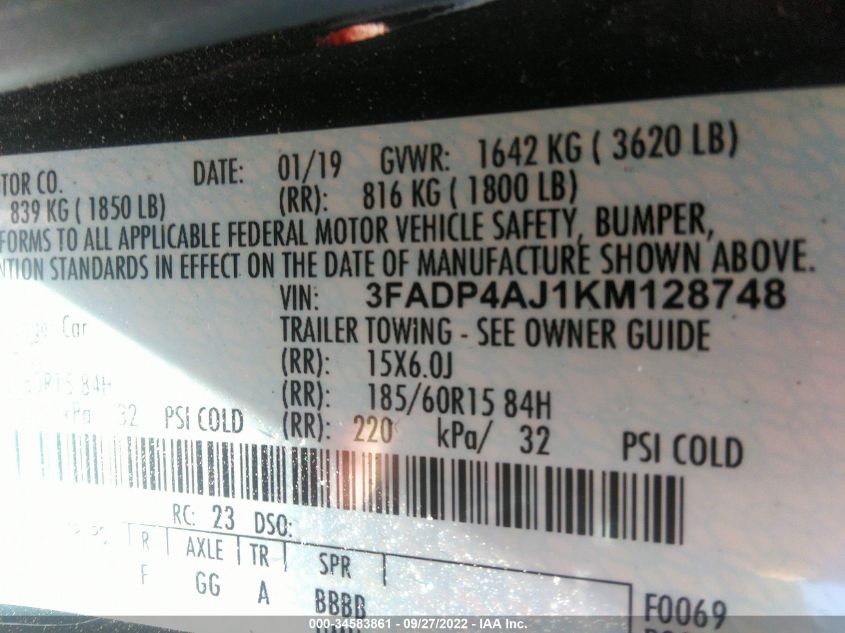 TOR CO. DATE: 01/19 GVWR: 1642 KG ( 3620 LB)
839 KG ( 1850 LB) (RR): 816 KG ( 1800 LB)
FORMS TO ALL APPLICABLE FEDERAL MOTOR VEHICLE SAFETY, BUMPER,
NTION STANDARDS IN EFFECT ON THE DATE OF MANUFACTURE SHOWN ABOVE.
VIN: 3FADP4AJ1KM128748
Car TRAILER TOWING - SEE OWNER GUIDE
(RR): 15X6.0J
60R15 84H (RR): 185/60R15 84H
kPa 32 PSI COLD (RR): 220 kPa/ 32 PSI COLD
RC: 23 DSO:
R AXLE TR SPR
F GG A BBBB F0069
000-34583861 - 09/27/2022 - IAA Inc.